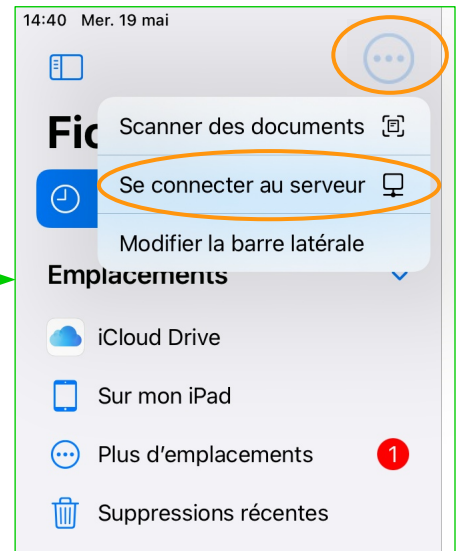 14:40 Mer. 19 mai
Fic
Scanner des documents
Se connecter au serveur
Modifier la barre latérale
Emplacements
iCloud Drive
Sur mon iPad
Plus d’emplacements 1
Suppressions récentes